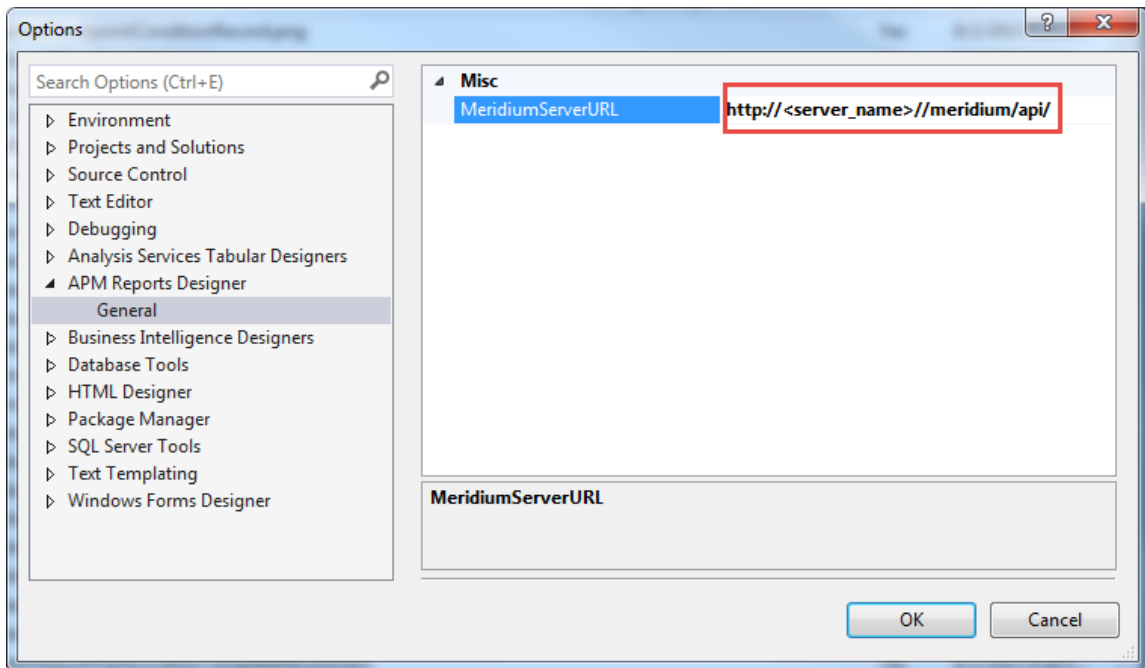 Options
Search Options (Ctrl+E)
Environment
Projects and Solutions
Source Control
Text Editor
Debugging
Analysis Services Tabular Designers
APM Reports Designer
General
Business Intelligence Designers
Database Tools
HTML Designer
Package Manager
SQL Server Tools
Text Templating
Windows Forms Designer
Misc
MeridiumServerURL http://<server_name>//meridium/api/
MeridiumServerURL
OK Cancel